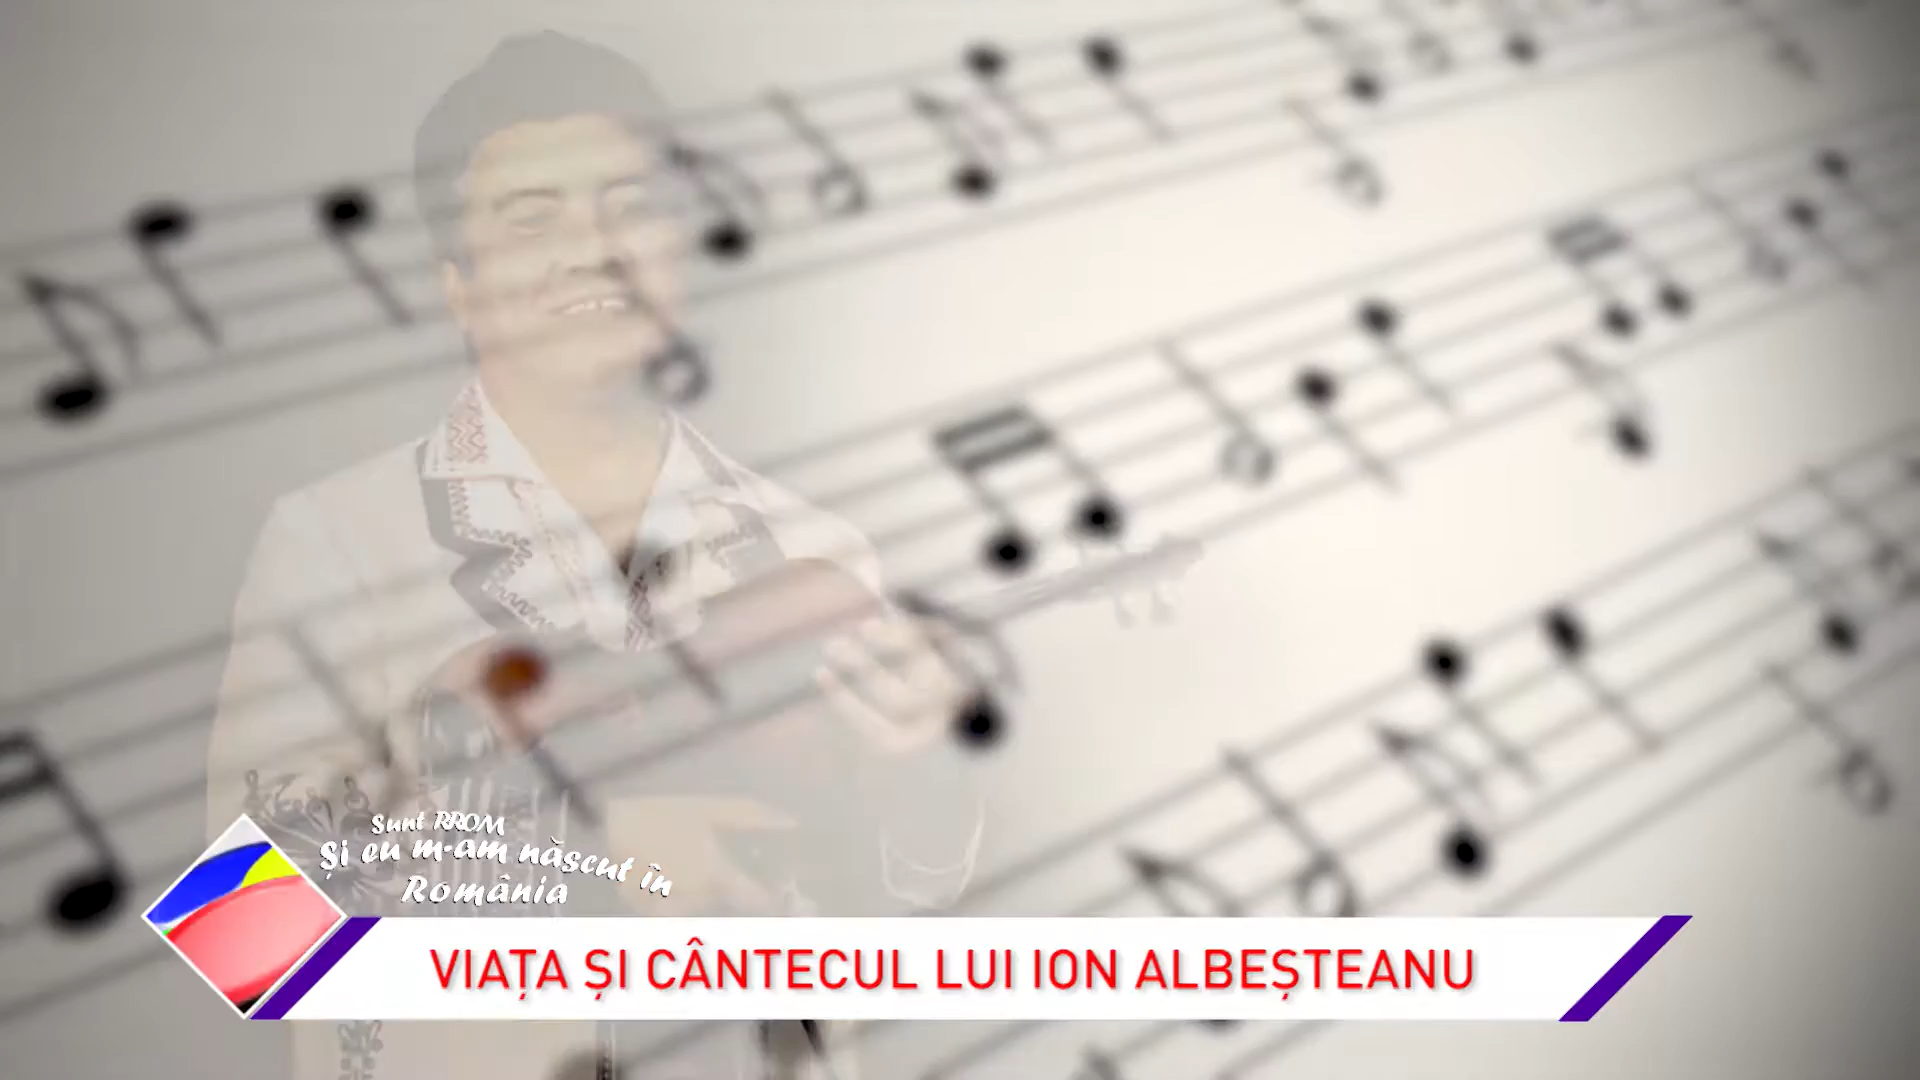 Sunt RROM
Și eu m-am născut în
România
VIAȚA ȘI CÂNTECUL LUI ION ALBEȘTEANU